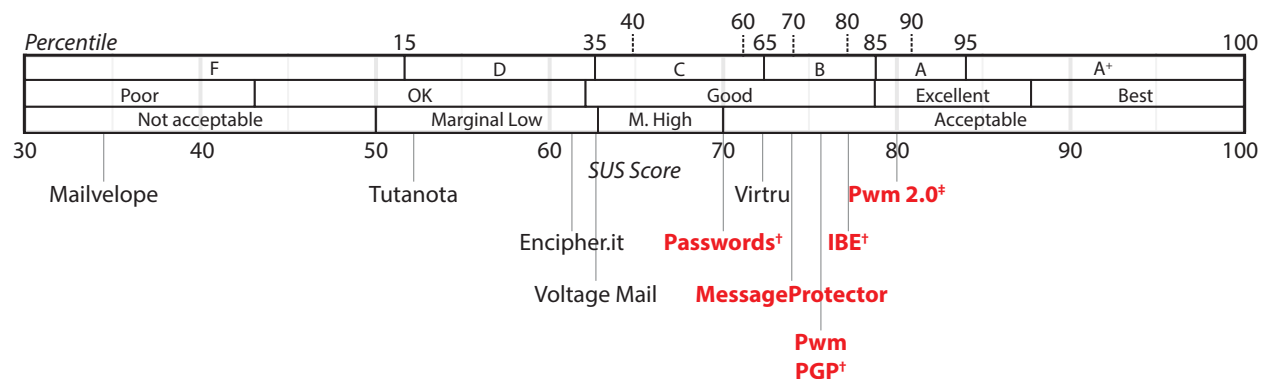 40 60 70 80 90
Percentile 15 35 65 85 95 100
F D C B A A+
Poor OK Good Excellent Best
Not acceptable Marginal Low M. High Acceptable
30 40 50 60 70 80 90 100
SUS Score
Mailvelope Tutanota Virtru Pwm 2.0‡
Encipher.it Passwords† IBE†
Voltage Mail MessageProtector
Pwm
PGP†